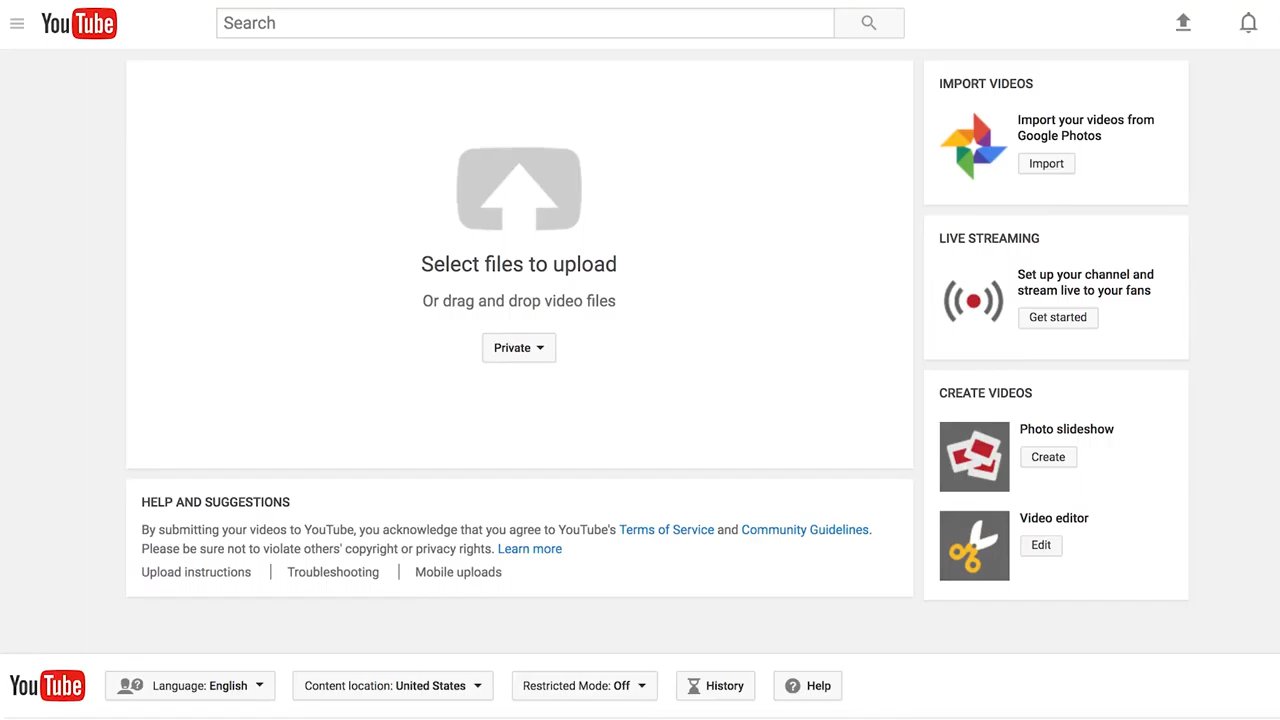 YouTube
Search
Select files to upload
Or drag and drop video files
Private
HELP AND SUGGESTIONS
By submitting your videos to YouTube, you acknowledge that you agree to YouTube's Terms of Service and Community Guidelines.
Please be sure not to violate others' copyright or privacy rights. Learn more
Upload instructions
Troubleshooting
Mobile uploads
IMPORT VIDEOS
Import your videos from
Google Photos
Import
LIVE STREAMING
Set up your channel and
stream live to your fans
Get started
CREATE VIDEOS
Photo slideshow
Create
Video editor
Edit
YouTube
Language: English
Content location: United States
Restricted Mode: Off
History
Help